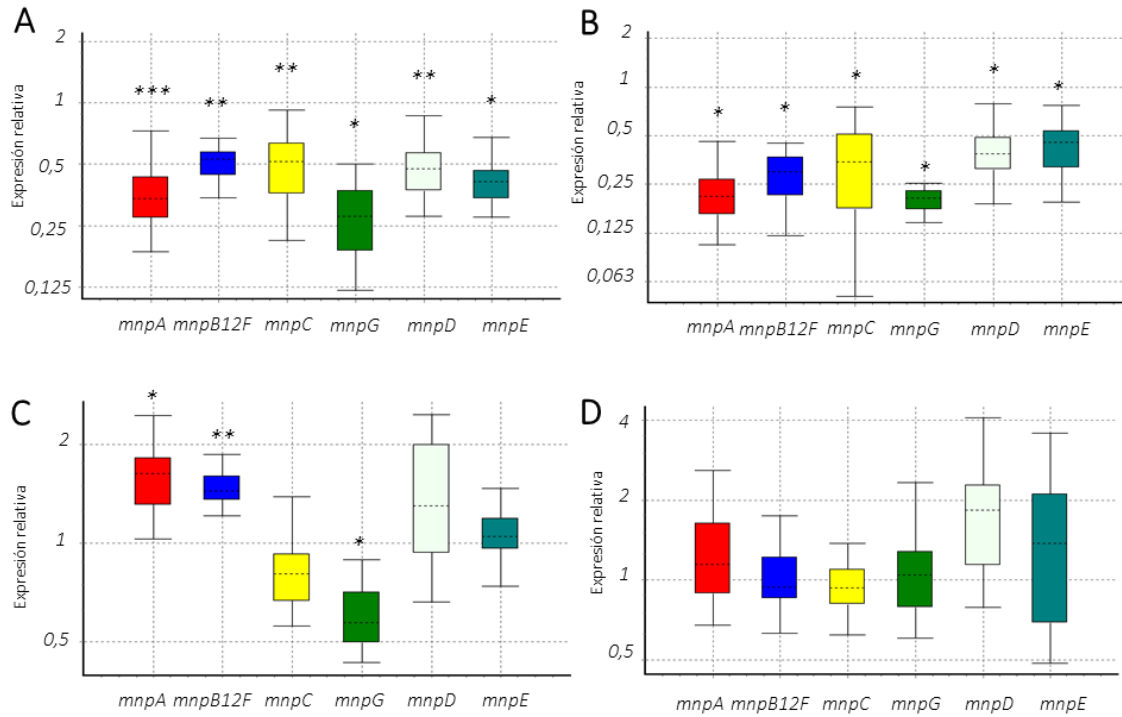 A
Expresión relativa
2
1
0,5
0,25
0,125
*** ** ** * ** *
mnpA mnpB12F mnpC mnpG mnpD mnpE
B
Expresión relativa
2
1
0,5
0,25
0,125
0,063
* * * * * *
mnpA mnpB12F mnpC mnpG mnpD mnpE
C
Expresión relativa
2
1
0,5
* ** *
mnpA mnpB12F mnpC mnpG mnpD mnpE
D
Expresión relativa
4
2
1
0,5
mnpA mnpB12F mnpC mnpG mnpD mnpE